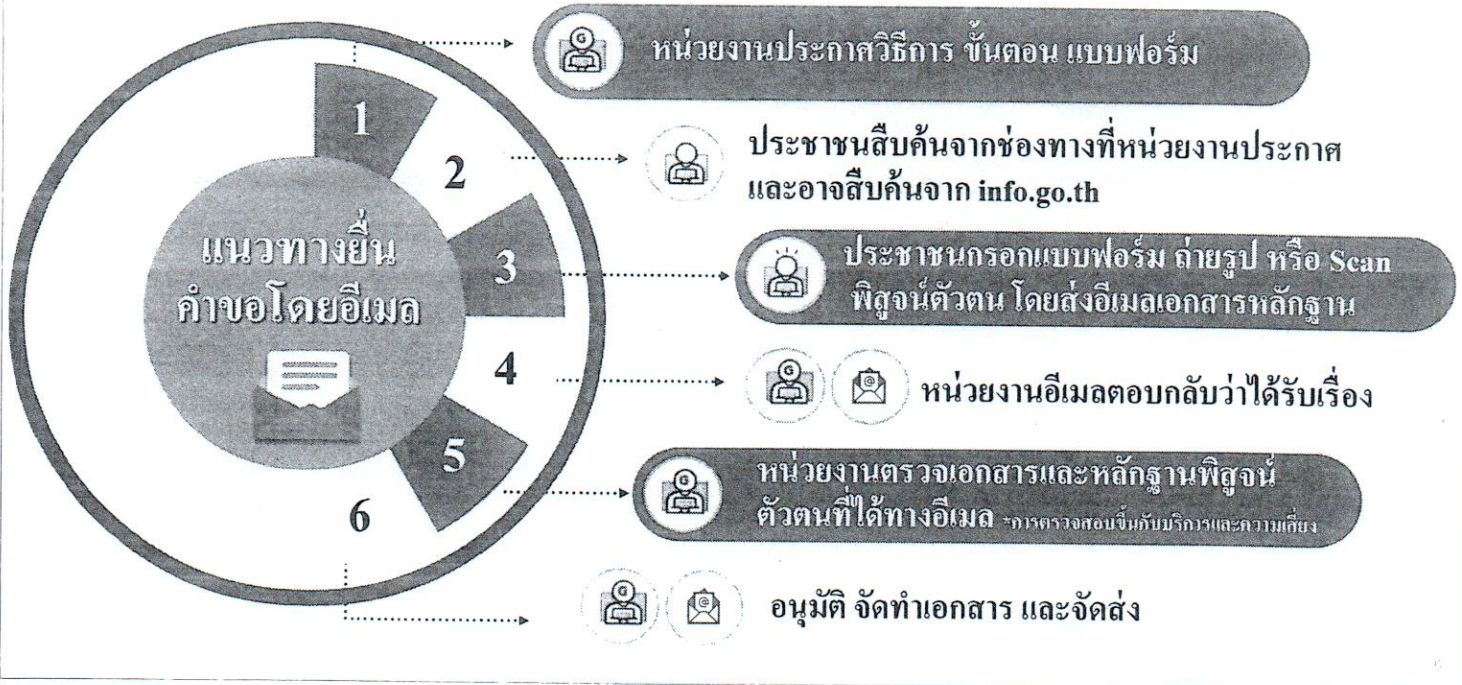 1
หน่วยงานประกาศวิธีการ ขั้นตอน แบบฟอร์ม
2
ประชาชนสืบค้นจากช่องทางที่หน่วยงานประกาศ
และอาจสืบค้นจาก info.go.th
แนวทางยื่น
คำขอโดยอีเมล
3
ประชาชนกรอกแบบฟอร์ม ถ่ายรูป หรือ Scan
พิสูจน์ตัวตน โดยส่งอีเมลเอกสารหลักฐาน
4
หน่วยงานอีเมลตอบกลับว่าได้รับเรื่อง
5
หน่วยงานตรวจเอกสารและหลักฐานพิสูจน์
ตัวตนที่ได้ทางอีเมล *การตรวจสอบขึ้นกับบริการและความเสี่ยง
6
อนุมัติ จัดทำเอกสาร และจัดส่ง
6